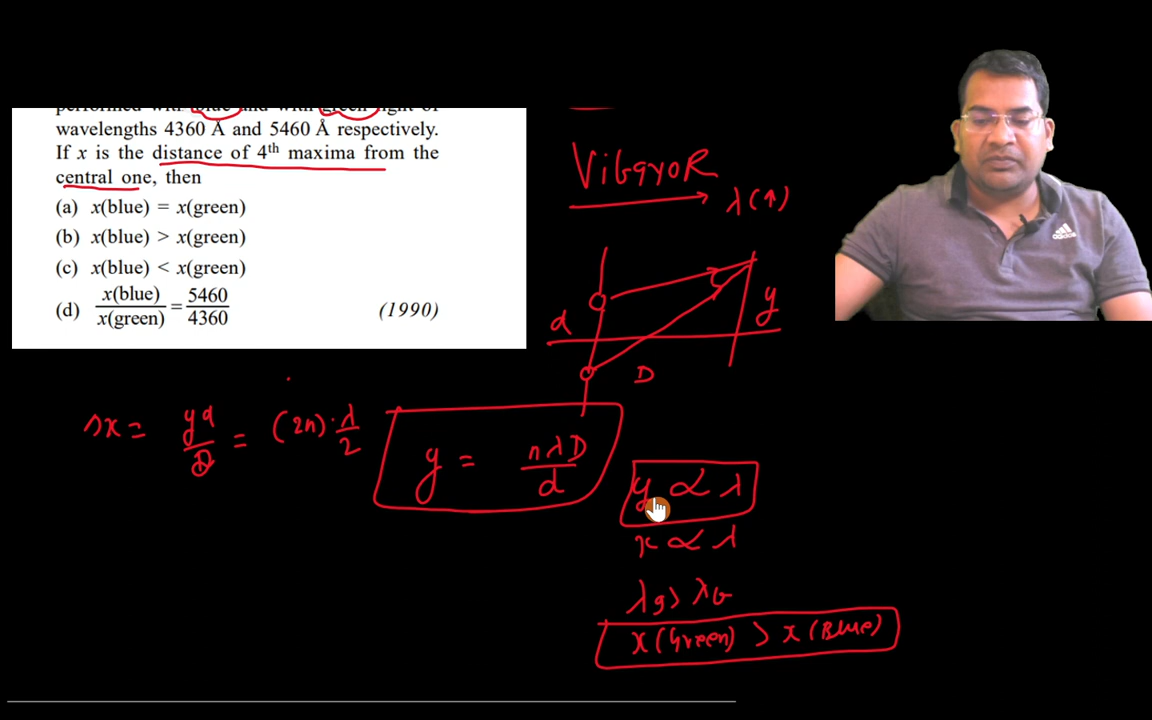 wavelengths 4360 Å and 5460 Å respectively.
If x is the distance of 4th maxima from the
central one, then
(a) x(blue) = x(green)
(b) x(blue) > x(green)
(c) x(blue) < x(green)
(d) x(blue)/x(green) = 5460/4360 (1990)
VibgyoR
λ(↑)
d
y
D
Δx = yd/D = (2n)·λ/2
y = nλD/d
y ∝ λ
x ∝ λ
λg > λb
x(Green) > x(Blue)
adidas